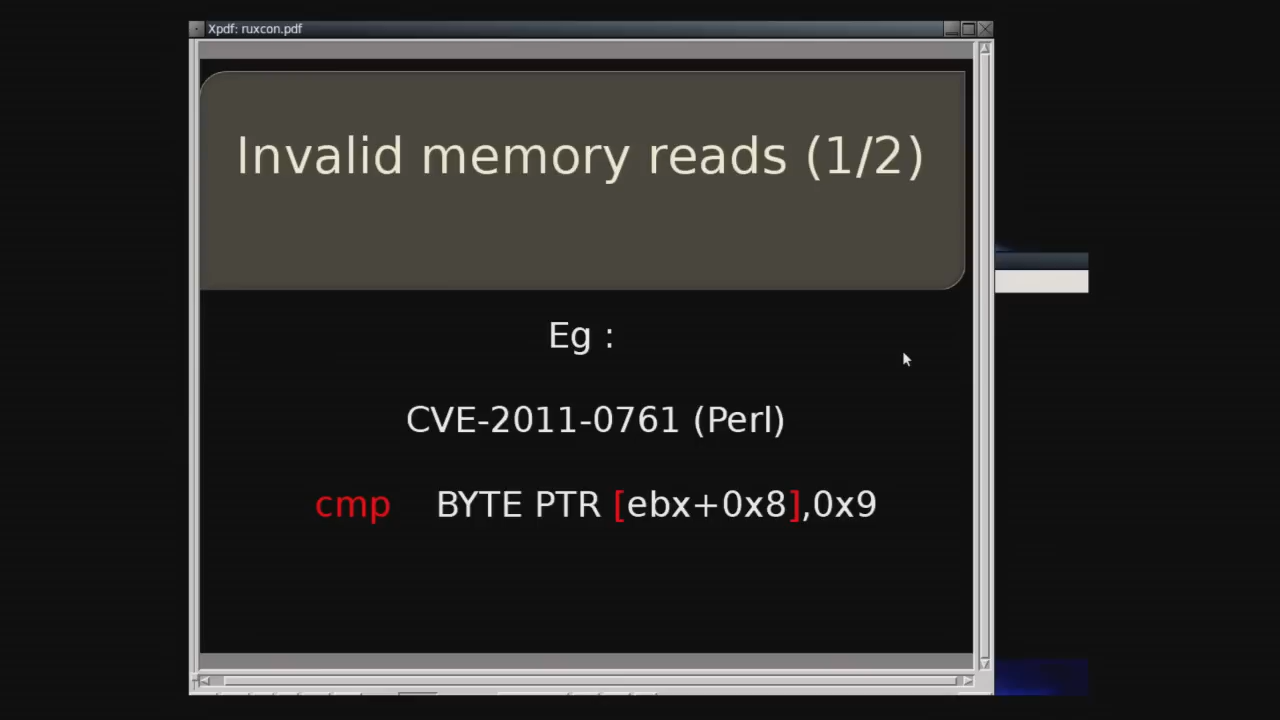 Xpdf: ruxcon.pdf
Invalid memory reads (1/2)
Eg :
CVE-2011-0761 (Perl)
cmp BYTE PTR [ebx+0x8],0x9